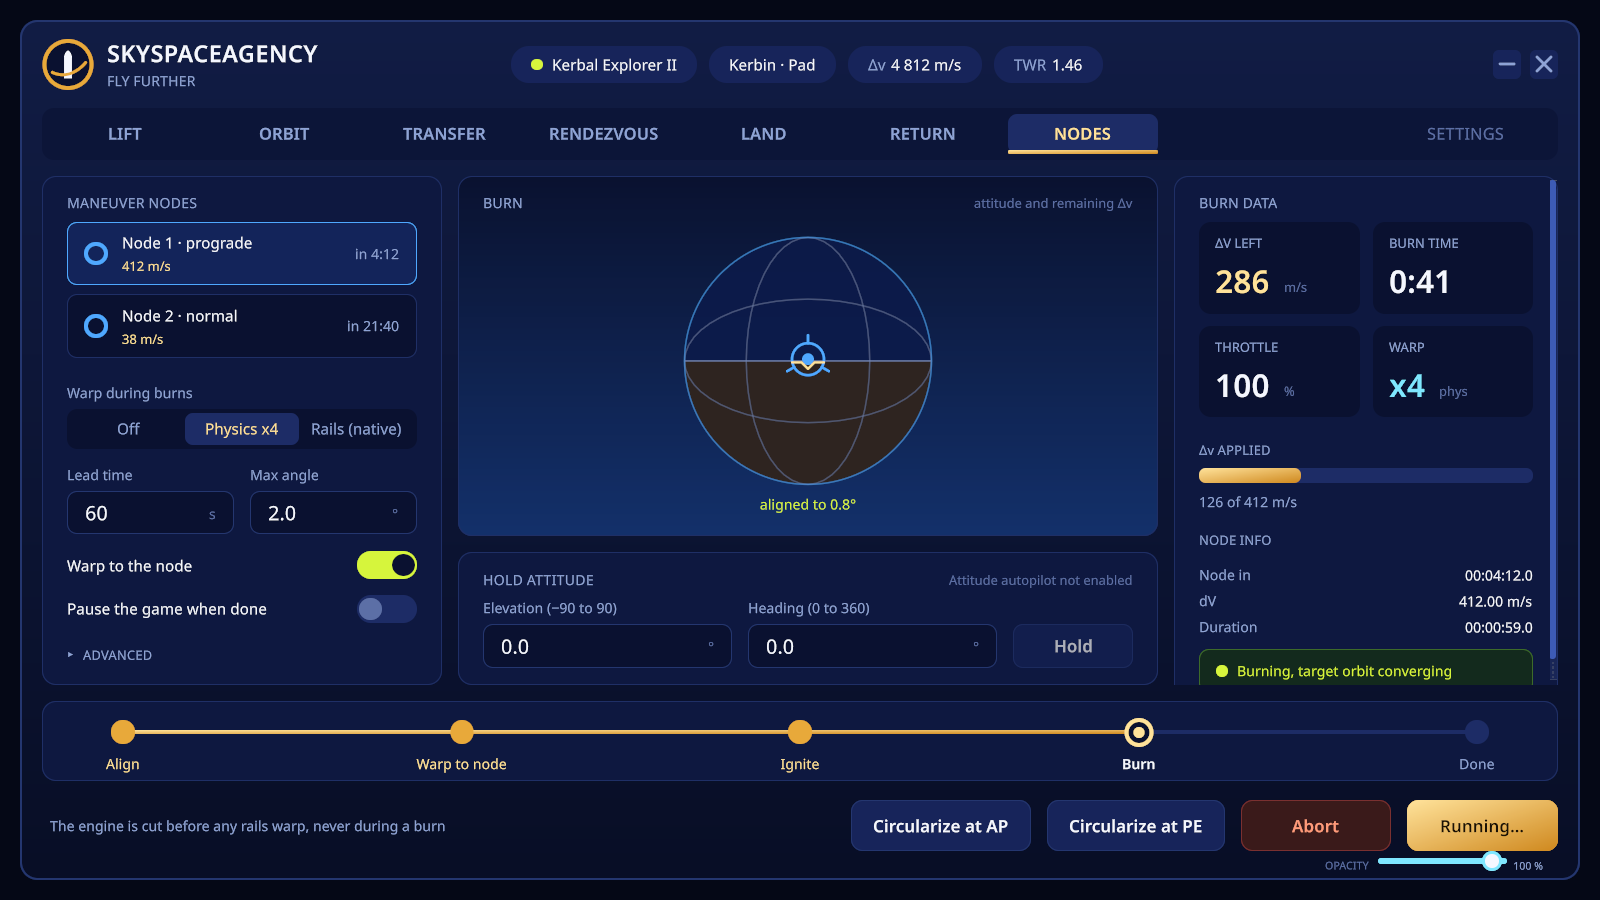 SKYSPACEAGENCY
FLY FURTHER
Kerbal Explorer II
Kerbin · Pad
Δv 4 812 m/s
TWR 1.46
LIFT
ORBIT
TRANSFER
RENDEZVOUS
LAND
RETURN
NODES
SETTINGS
MANEUVER NODES
Node 1 · prograde
412 m/s
in 4:12
Node 2 · normal
38 m/s
in 21:40
Warp during burns
Off
Physics x4
Rails (native)
Lead time
Max angle
60 s
2.0 °
Warp to the node
Pause the game when done
▸ ADVANCED
BURN
attitude and remaining Δv
aligned to 0.8°
HOLD ATTITUDE
Attitude autopilot not enabled
Elevation (−90 to 90)
Heading (0 to 360)
0.0 °
0.0 °
Hold
BURN DATA
ΔV LEFT
286 m/s
BURN TIME
0:41
THROTTLE
100 %
WARP
x4 phys
Δv APPLIED
126 of 412 m/s
NODE INFO
Node in 00:04:12.0
dV 412.00 m/s
Duration 00:00:59.0
Burning, target orbit converging
Align
Warp to node
Ignite
Burn
Done
The engine is cut before any rails warp, never during a burn
Circularize at AP
Circularize at PE
Abort
Running...
OPACITY
100 %